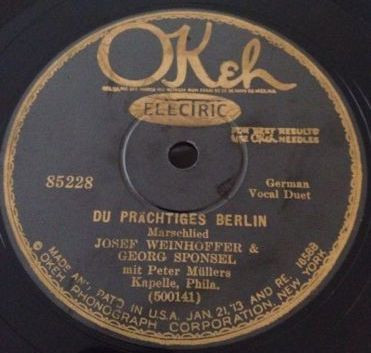 OKeh
ELECTRIC
FOR BEST RESULTS
USE OKeh NEEDLES
85228
German
Vocal Duet
DU PRÄCHTIGES BERLIN
Marschlied
JOSEF WEINHOFFER &
GEORG SPONSEL
mit Peter Müllers
Kapelle, Phila.
(500141)
OKEH PHONOGRAPH CORPORATION, NEW YORK
MADE AND PAT'D IN U.S.A. JAN. 21, '13 AND RE. 16588